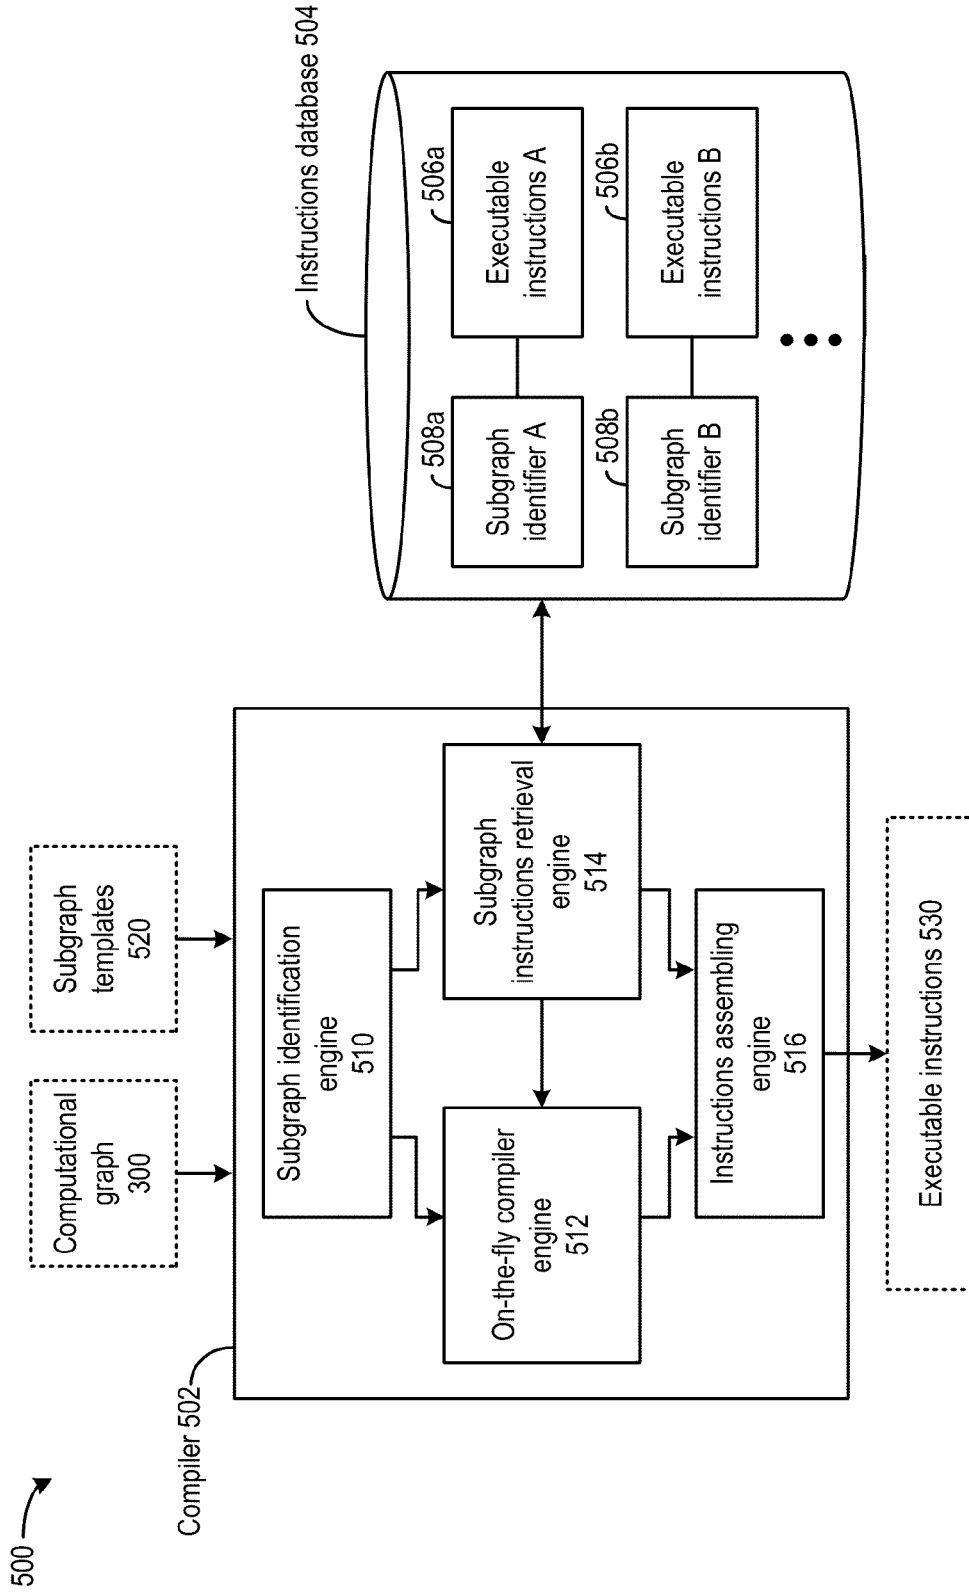 500
Computational
graph
300
Subgraph
templates
520
Compiler 502
Subgraph identification
engine
510
On-the-fly compiler
engine
512
Subgraph
instructions retrieval
engine
514
Instructions assembling
engine
516
Executable instructions 530
Instructions database 504
508a
Subgraph
identifier A
506a
Executable
instructions A
508b
Subgraph
identifier B
506b
Executable
instructions B